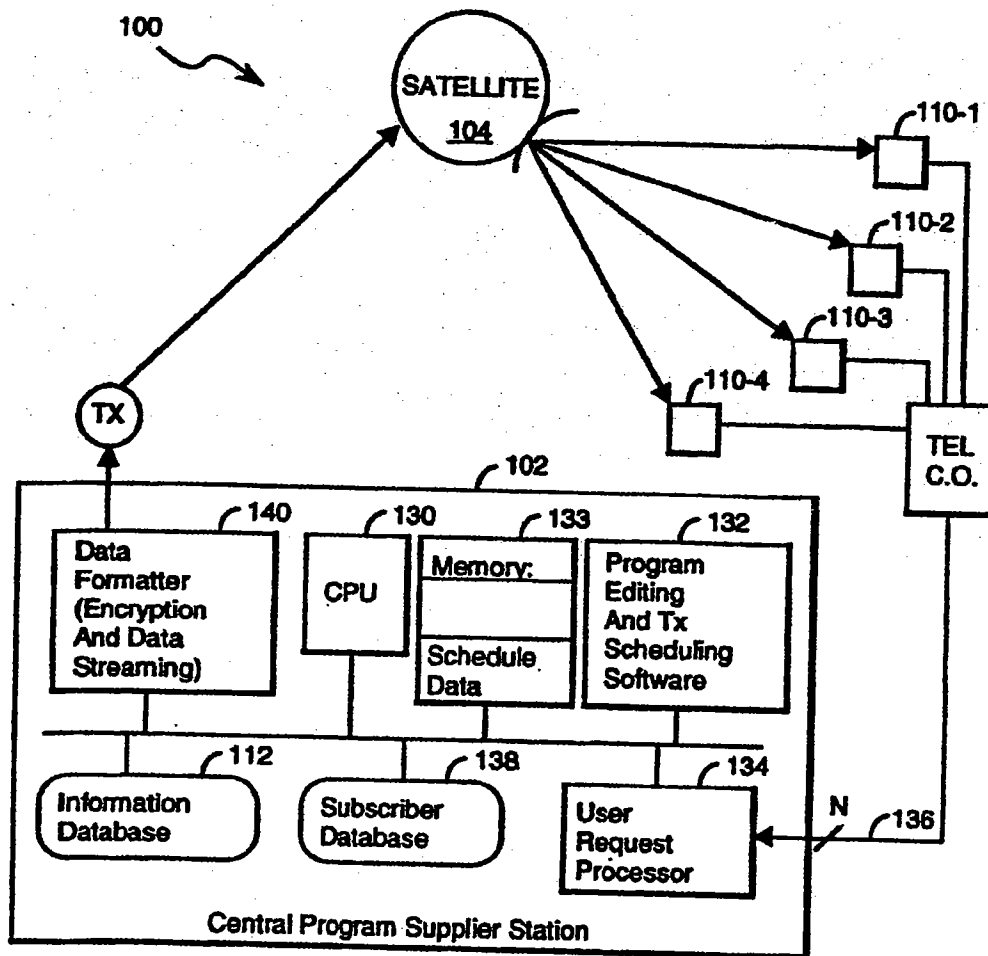 100
SATELLITE
104
110-1
110-2
110-3
110-4
TX
TEL
C.O.
102
140
130
133
132
Data
Formatter
(Encryption
And Data
Streaming)
CPU
Memory:
Schedule
Data
Program
Editing
And Tx
Scheduling
Software
112
138
134
Information
Database
Subscriber
Database
User
Request
Processor
N
136
Central Program Supplier Station